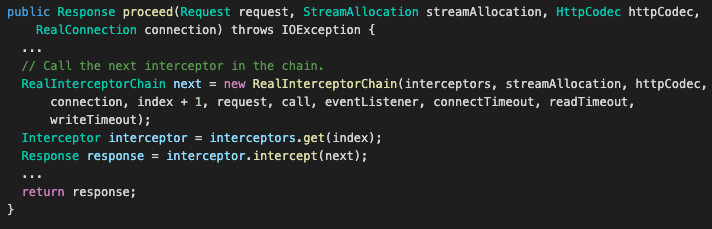 public Response proceed(Request request, StreamAllocation streamAllocation, HttpCodec httpCodec,
    RealConnection connection) throws IOException {
  ...
  // Call the next interceptor in the chain.
  RealInterceptorChain next = new RealInterceptorChain(interceptors, streamAllocation, httpCodec,
      connection, index + 1, request, call, eventListener, connectTimeout, readTimeout,
      writeTimeout);
  Interceptor interceptor = interceptors.get(index);
  Response response = interceptor.intercept(next);
  ...
  return response;
}